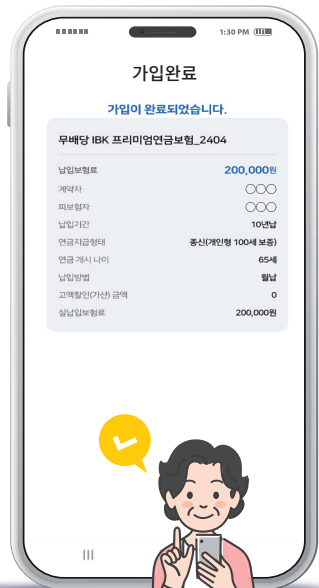 1:30 PM
가입완료
가입이 완료되었습니다.
무배당 IBK 프리미엄연금보험_2404
납입보험료 200,000원
계약자 ○○○
피보험자 ○○○
납입기간 10년납
연금지급형태 종신(개인형 100세 보증)
연금 개시 나이 65세
납입방법 월납
고액할인(가산) 금액 0
실납입보험료 200,000원